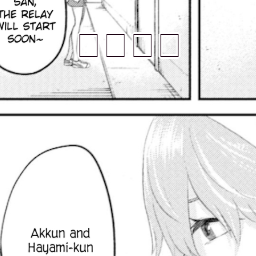 SAN,
THE RELAY
WILL START
SOON~
□□□□
Akkun and
Hayami-kun